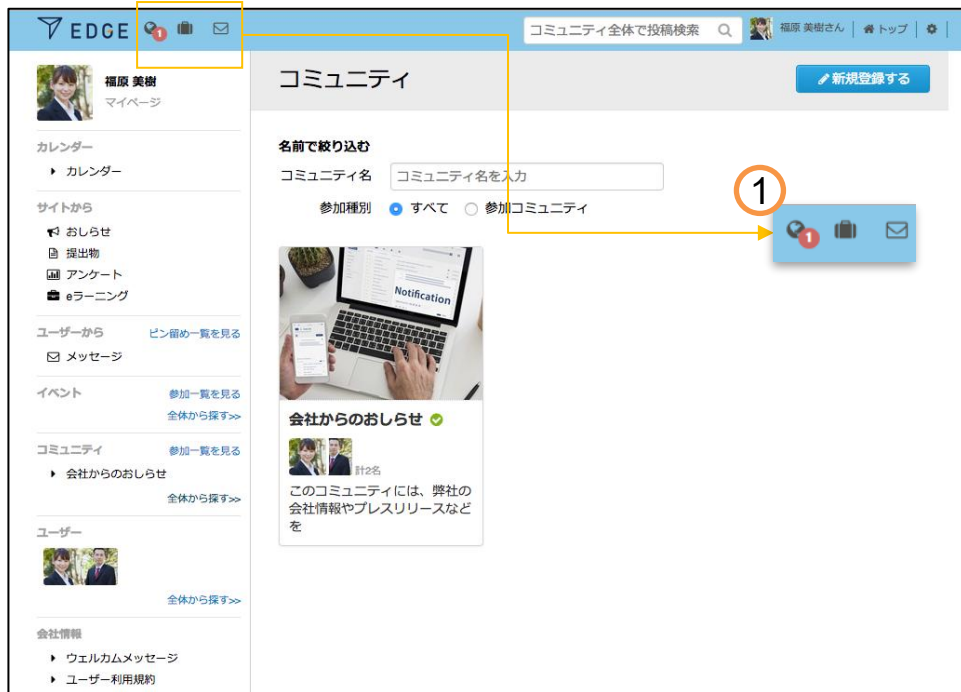 EDGE
1
コミュニティ全体で投稿検索
福原 美樹さん
トップ
福原 美樹
マイページ
カレンダー
カレンダー
サイトから
おしらせ
提出物
アンケート
eラーニング
ユーザーから ピン留め一覧を見る
メッセージ
イベント 参加一覧を見る
全体から探す>>
コミュニティ 参加一覧を見る
会社からのおしらせ
全体から探す>>
ユーザー
全体から探す>>
会社情報
ウェルカムメッセージ
ユーザー利用規約
コミュニティ
新規登録する
名前で絞り込む
コミュニティ名 コミュニティ名を入力
参加種別 すべて 参加コミュニティ
Notification
会社からのおしらせ
計2名
このコミュニティには、弊社の
会社情報やプレスリリースなど
を
1
1